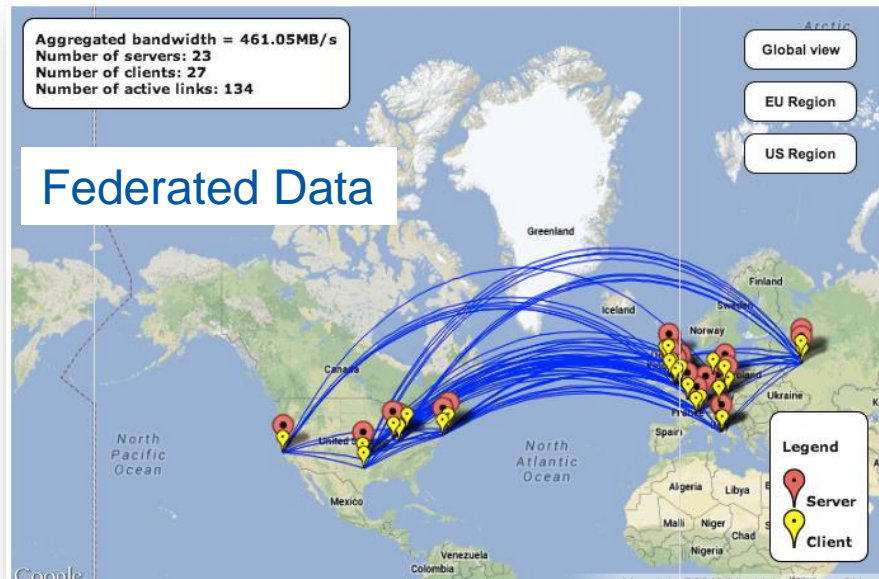 Aggregated bandwidth = 461.05MB/s
Number of servers: 23
Number of clients: 27
Number of active links: 134
Arctic
Global view
EU Region
US Region
Federated Data
Greenland
Finland
Iceland
Sweden
Norway
Canada
Poland
Ukraine
France
North
Pacific
Ocean
United
Spain
North
Atlantic
Ocean
Legend
Server
Client
Mexico
Algeria
Libya
Mali
Niger
Chad
Nigeria
Venezuela
Colombia
Google